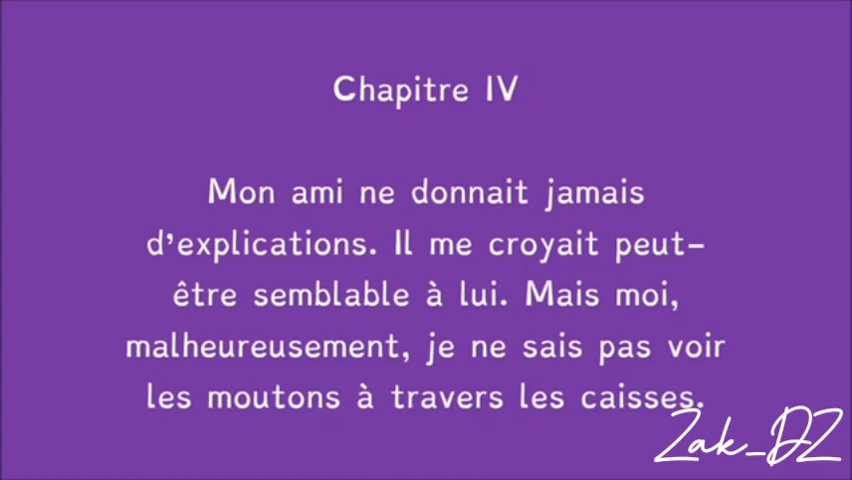 Chapitre IV
Mon ami ne donnait jamais
d'explications. Il me croyait peut-
être semblable à lui. Mais moi,
malheureusement, je ne sais pas voir
les moutons à travers les caisses.
Zak_DZ